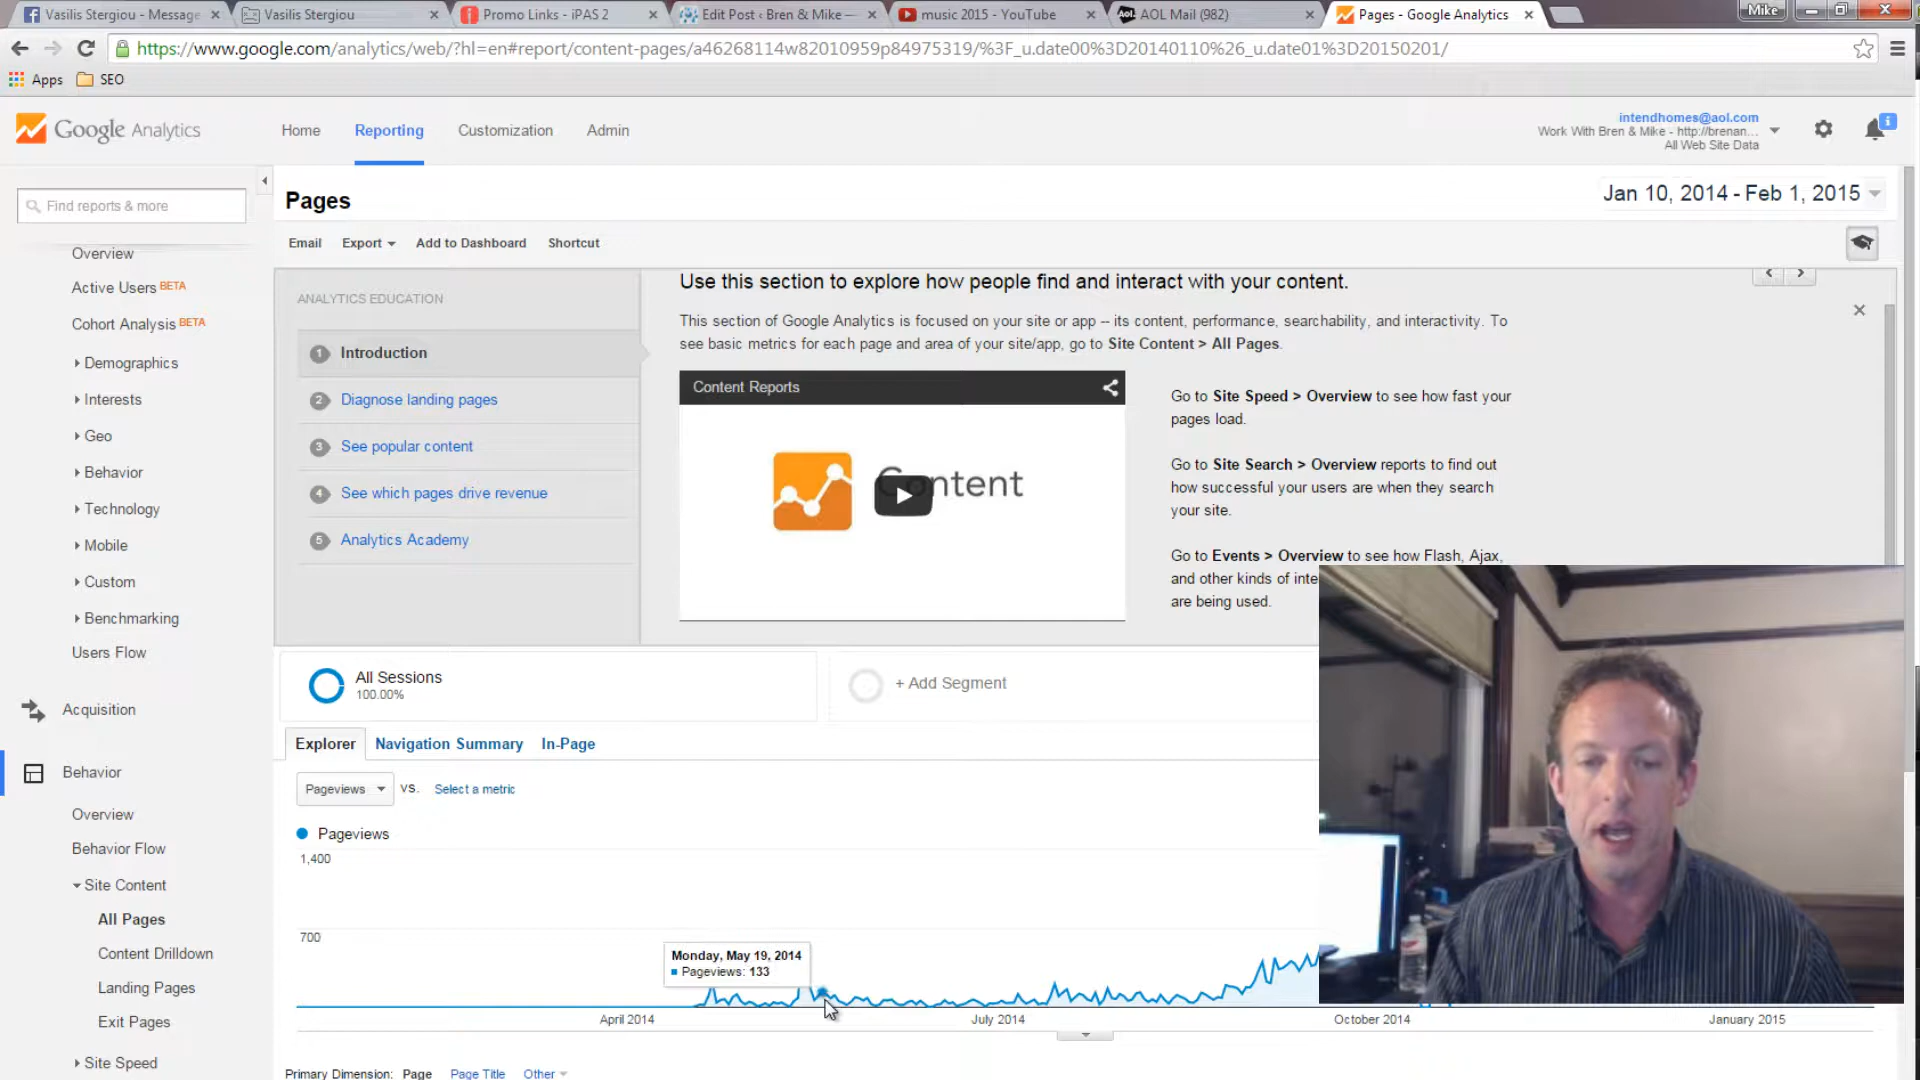 Vasilis Stergiou - Message
Vasilis Stergiou
Promo Links - iPAS 2
Edit Post ‹ Bren & Mike —
music 2015 - YouTube
AOL Mail (982)
Pages - Google Analytics
Mike
https://www.google.com/analytics/web/?hl=en#report/content-pages/a46268114w82010959p84975319/%3F_u.date00%3D20140110%26_u.date01%3D20150201/
Apps
SEO
Google Analytics
Home
Reporting
Customization
Admin
intendhomes@aol.com
Work With Bren & Mike - http://brenan...
All Web Site Data
Find reports & more
Overview
Active Users BETA
Cohort Analysis BETA
Demographics
Interests
Geo
Behavior
Technology
Mobile
Custom
Benchmarking
Users Flow
Acquisition
Behavior
Overview
Behavior Flow
Site Content
All Pages
Content Drilldown
Landing Pages
Exit Pages
Site Speed
Pages
Jan 10, 2014 - Feb 1, 2015
Email
Export
Add to Dashboard
Shortcut
ANALYTICS EDUCATION
1 Introduction
2 Diagnose landing pages
3 See popular content
4 See which pages drive revenue
5 Analytics Academy
Use this section to explore how people find and interact with your content.
This section of Google Analytics is focused on your site or app -- its content, performance, searchability, and interactivity. To
see basic metrics for each page and area of your site/app, go to Site Content > All Pages.
Content Reports
Content
Go to Site Speed > Overview to see how fast your
pages load.
Go to Site Search > Overview reports to find out
how successful your users are when they search
your site.
Go to Events > Overview to see how Flash, Ajax,
and other kinds of inte
are being used.
All Sessions
100.00%
+ Add Segment
Explorer
Navigation Summary
In-Page
Pageviews
VS.
Select a metric
Pageviews
1,400
700
Monday, May 19, 2014
Pageviews: 133
April 2014
July 2014
October 2014
January 2015
Primary Dimension: Page Page Title Other